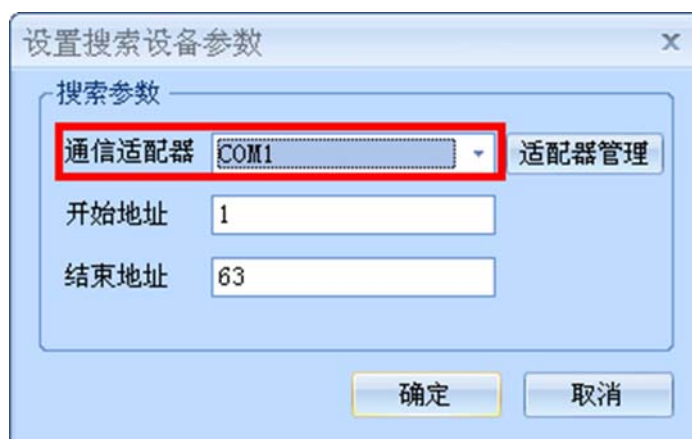 设置搜索设备参数 x
搜索参数
通信适配器 COM1 适配器管理
开始地址 1
结束地址 63
确定 取消